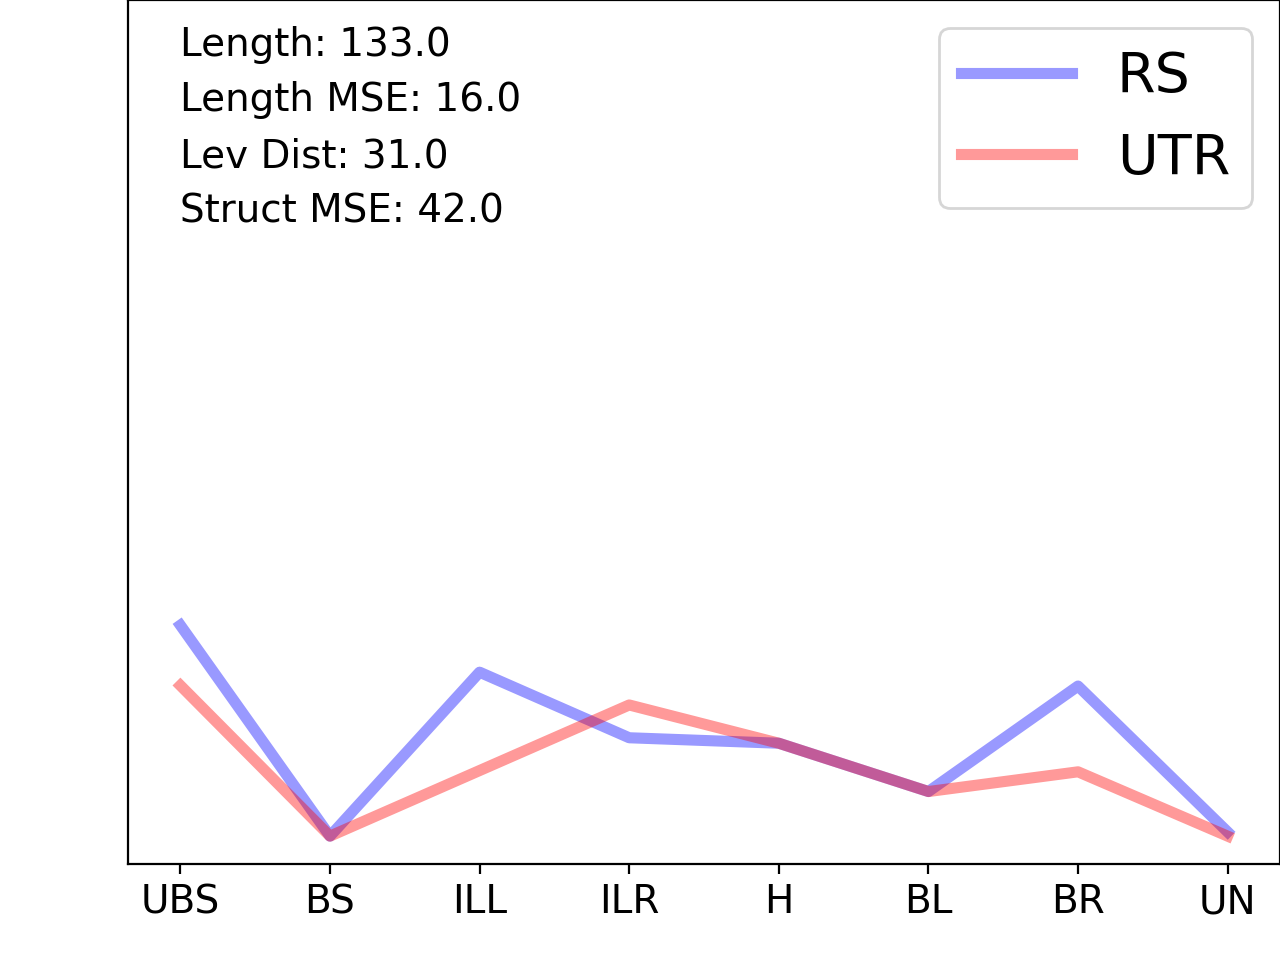 Length: 133.0
Length MSE: 16.0
Lev Dist: 31.0
Struct MSE: 42.0
RS
UTR
UBS BS ILL ILR H BL BR UN